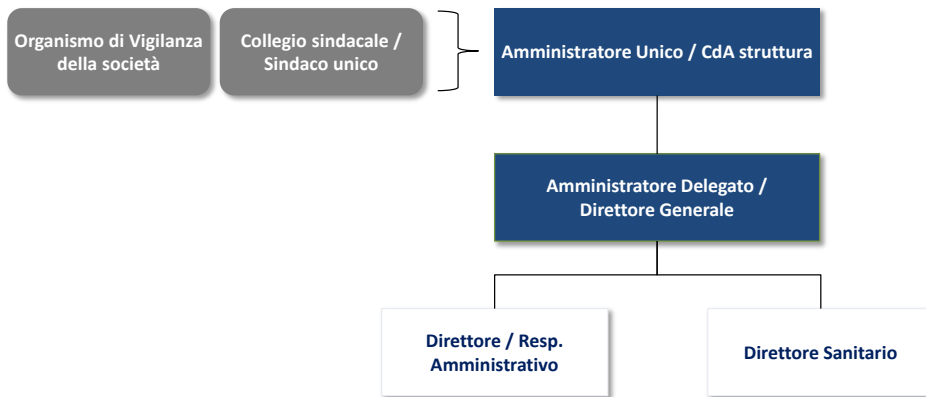 Organismo di Vigilanza
della società
Collegio sindacale /
Sindaco unico
Amministratore Unico / CdA struttura
Amministratore Delegato /
Direttore Generale
Direttore / Resp.
Amministrativo
Direttore Sanitario